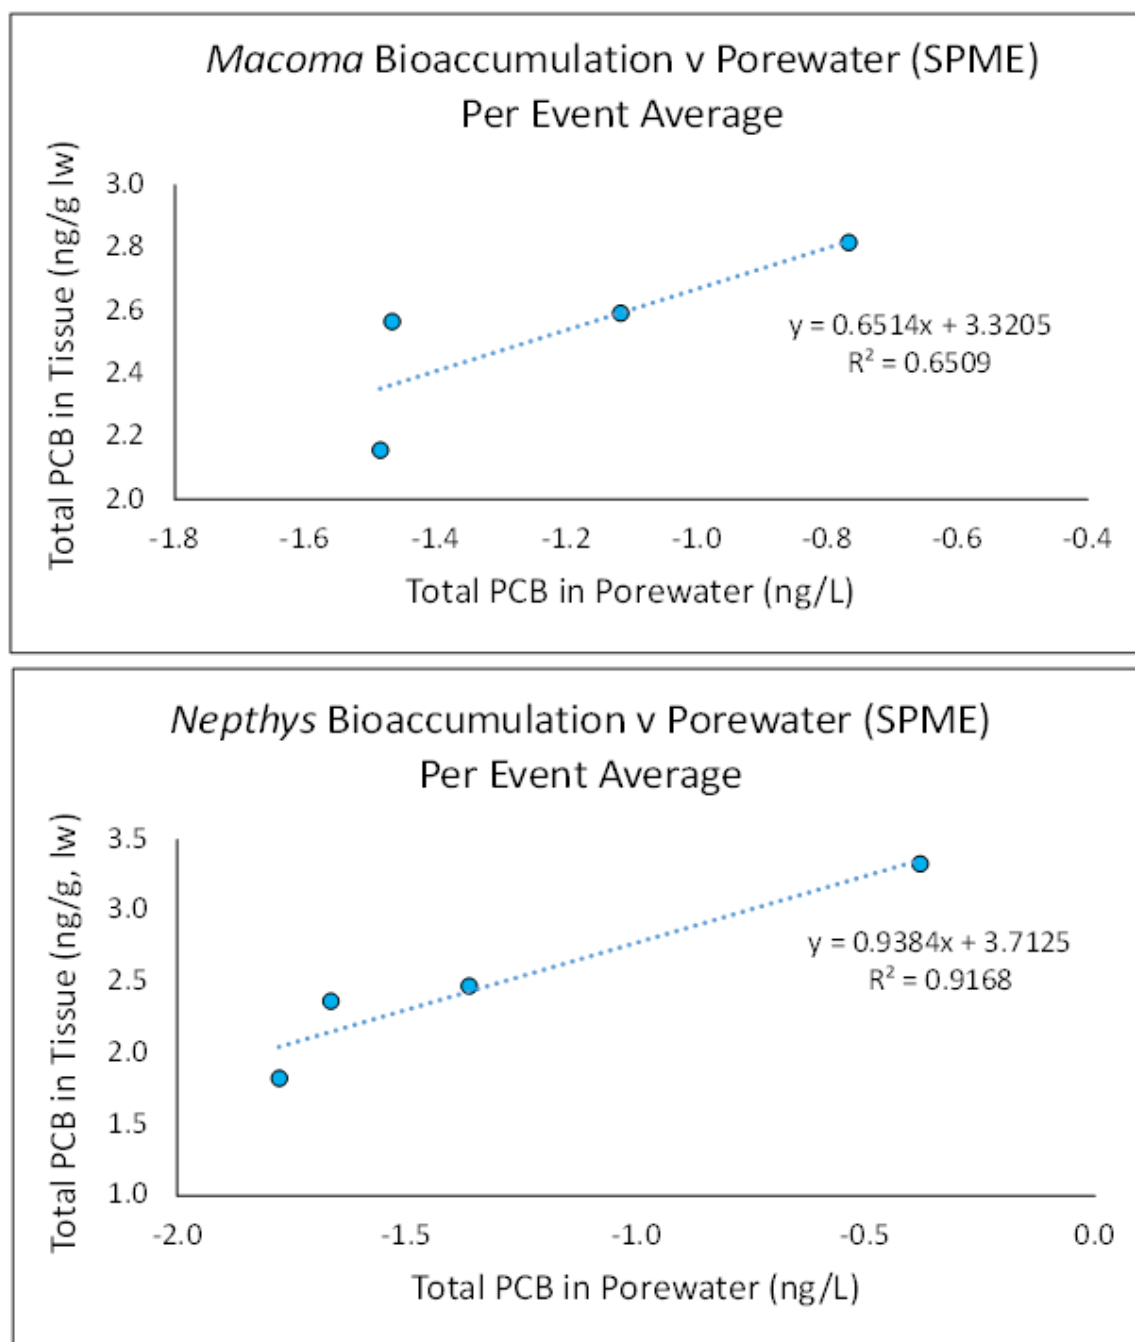 Macoma Bioaccumulation v Porewater (SPME)
Per Event Average
Total PCB in Tissue (ng/g lw)
3.0
2.8
2.6
2.4
2.2
2.0
y = 0.6514x + 3.3205
R² = 0.6509
-1.8 -1.6 -1.4 -1.2 -1.0 -0.8 -0.6 -0.4
Total PCB in Porewater (ng/L)
Nepthys Bioaccumulation v Porewater (SPME)
Per Event Average
Total PCB in Tissue (ng/g, lw)
3.5
3.0
2.5
2.0
1.5
1.0
y = 0.9384x + 3.7125
R² = 0.9168
-2.0 -1.5 -1.0 -0.5 0.0
Total PCB in Porewater (ng/L)